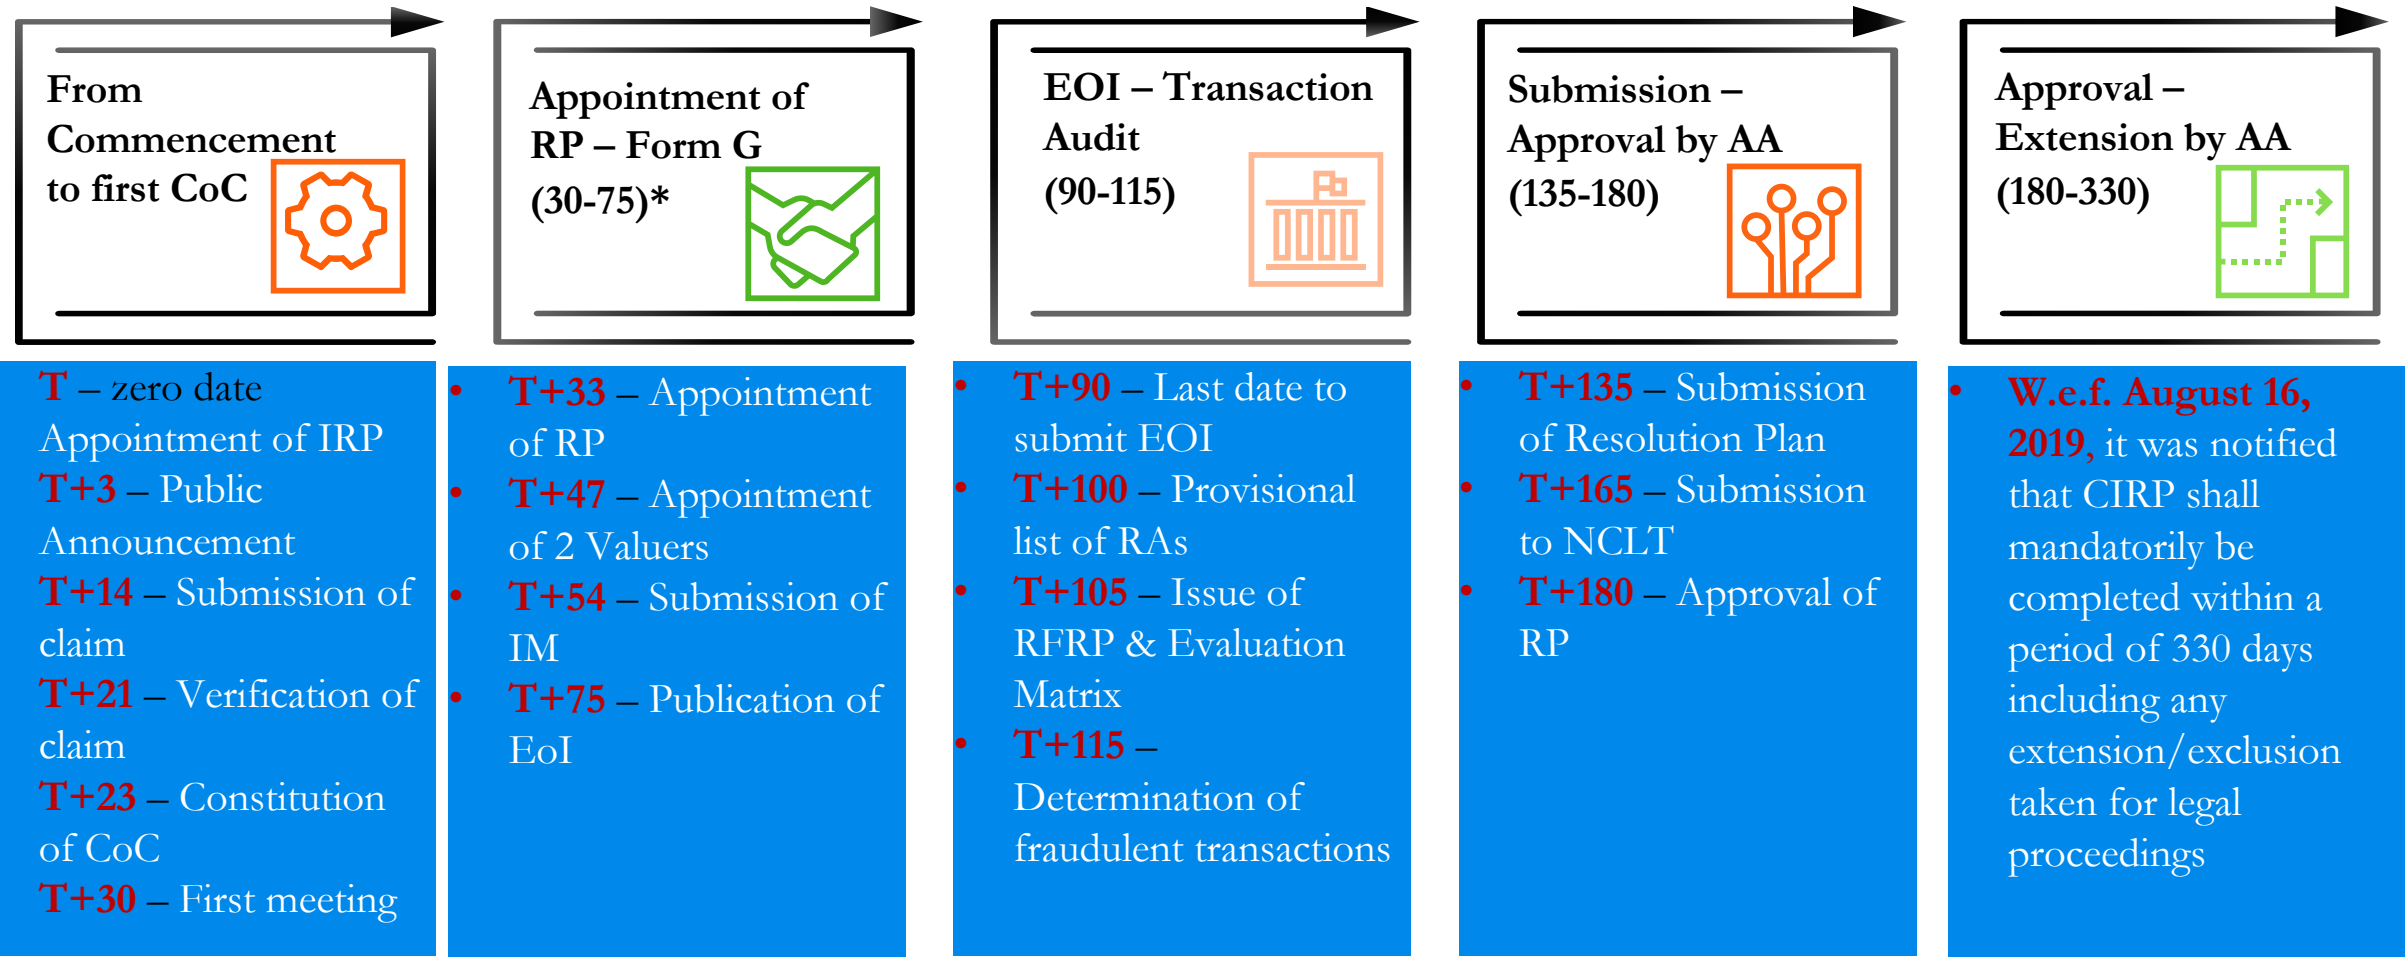 From
Commencement
to first CoC
Appointment of
RP – Form G
(30-75)*
EOI – Transaction
Audit
(90-115)
Submission –
Approval by AA
(135-180)
Approval –
Extension by AA
(180-330)
T – zero date
Appointment of IRP
T+3 – Public
Announcement
T+14 – Submission of
claim
T+21 – Verification of
claim
T+23 – Constitution
of CoC
T+30 – First meeting
• T+33 – Appointment
of RP
• T+47 – Appointment
of 2 Valuers
• T+54 – Submission of
IM
• T+75 – Publication of
EoI
• T+90 – Last date to
submit EOI
• T+100 – Provisional
list of RAs
• T+105 – Issue of
RFRP & Evaluation
Matrix
• T+115 –
Determination of
fraudulent transactions
• T+135 – Submission
of Resolution Plan
• T+165 – Submission
to NCLT
• T+180 – Approval of
RP
• W.e.f. August 16,
2019, it was notified
that CIRP shall
mandatorily be
completed within a
period of 330 days
including any
extension/exclusion
taken for legal
proceedings